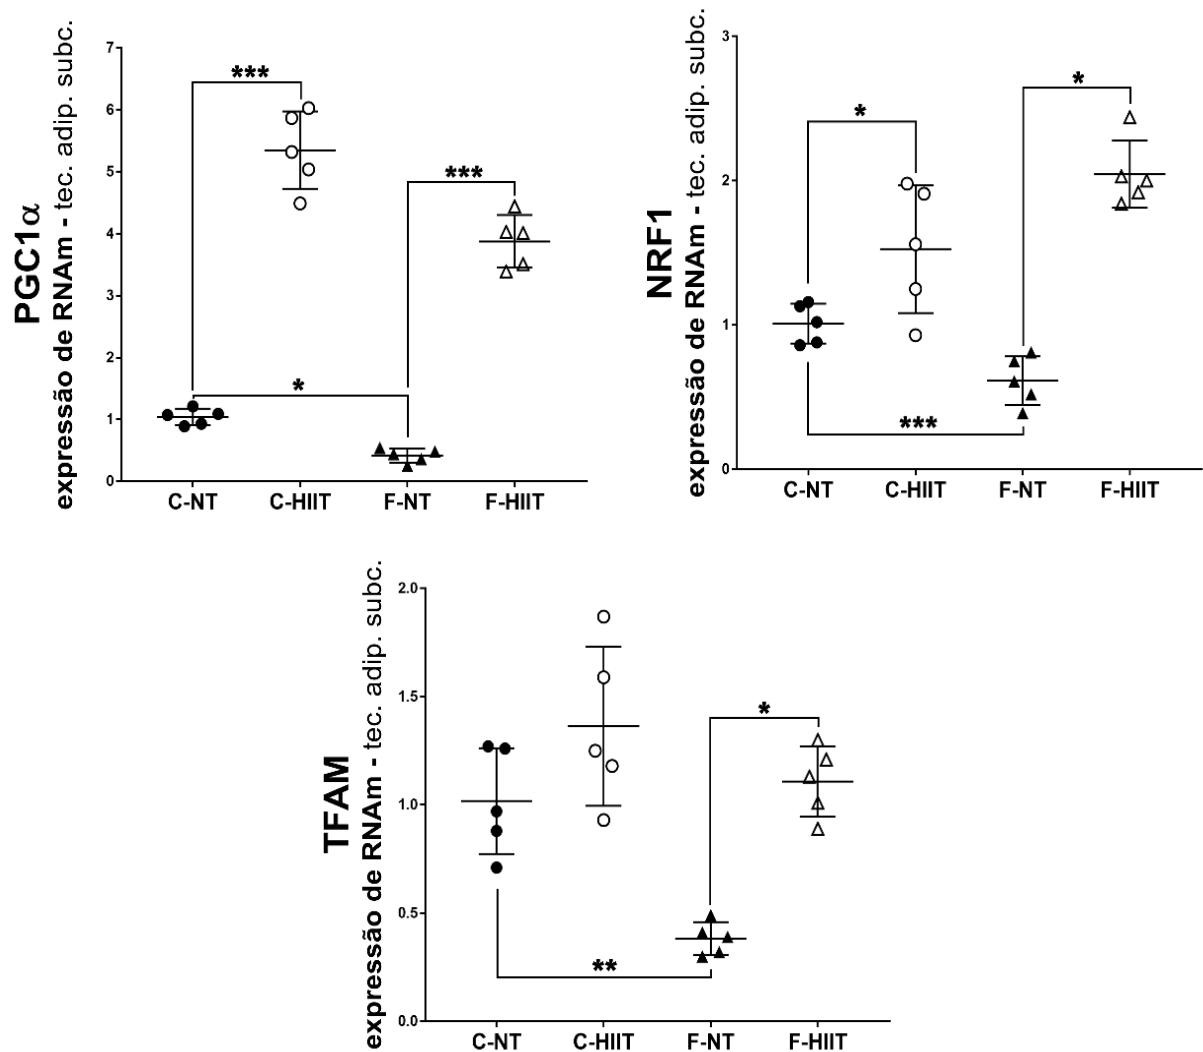 PGC1α
expressão de RNAm - tec. adip. subc.
7
6
5
4
3
2
1
0
***
***
*
C-NT C-HIIT F-NT F-HIIT
NRF1
expressão de RNAm - tec. adip. subc.
3
2
1
0
*
*
***
C-NT C-HIIT F-NT F-HIIT
TFAM
expressão de RNAm - tec. adip. subc.
2.0
1.5
1.0
0.5
0.0
*
**
C-NT C-HIIT F-NT F-HIIT